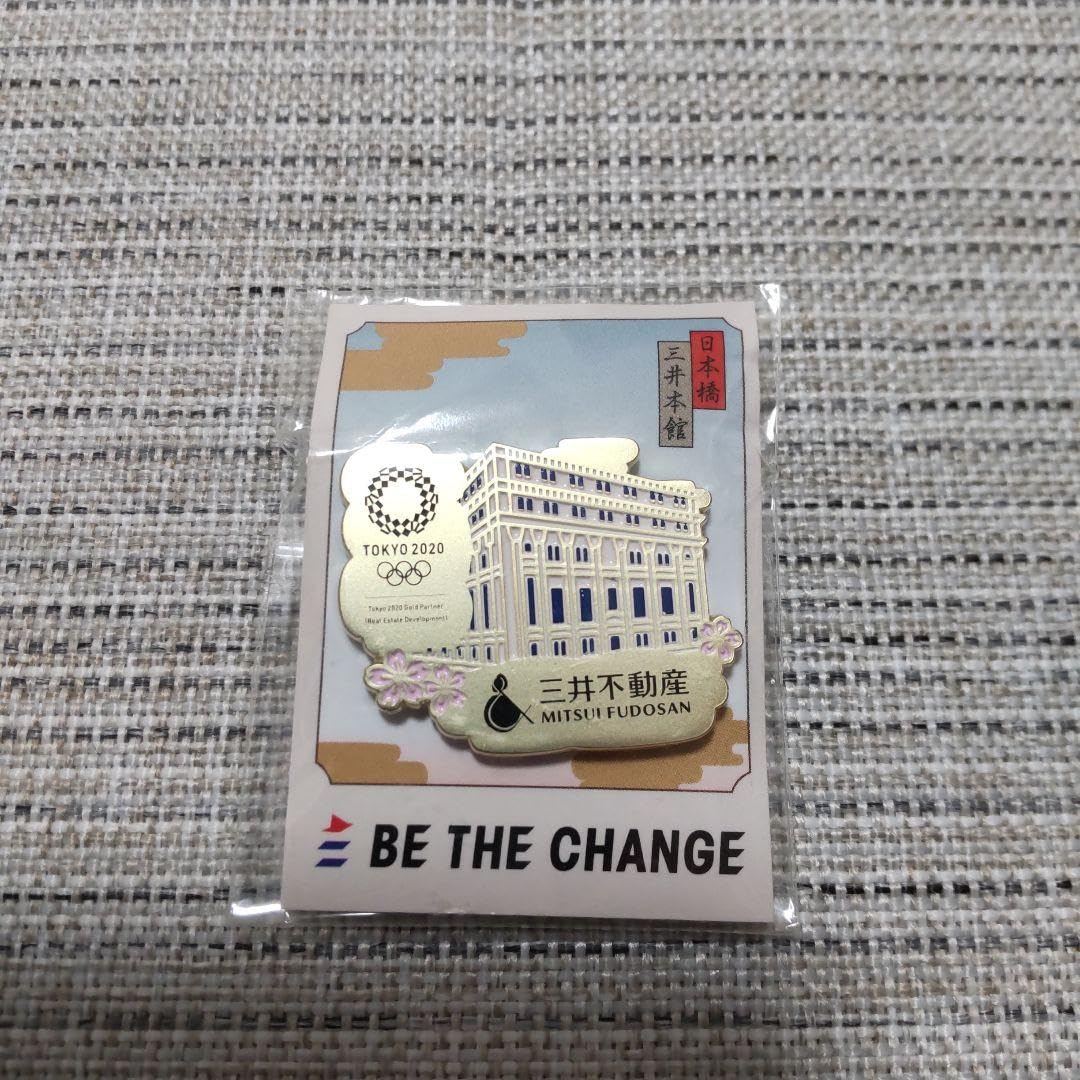 日本橋
三井本館
TOKYO 2020
Tokyo 2020 Gold Partner
(Real Estate Development)
三井不動産
MITSUI FUDOSAN
BE THE CHANGE